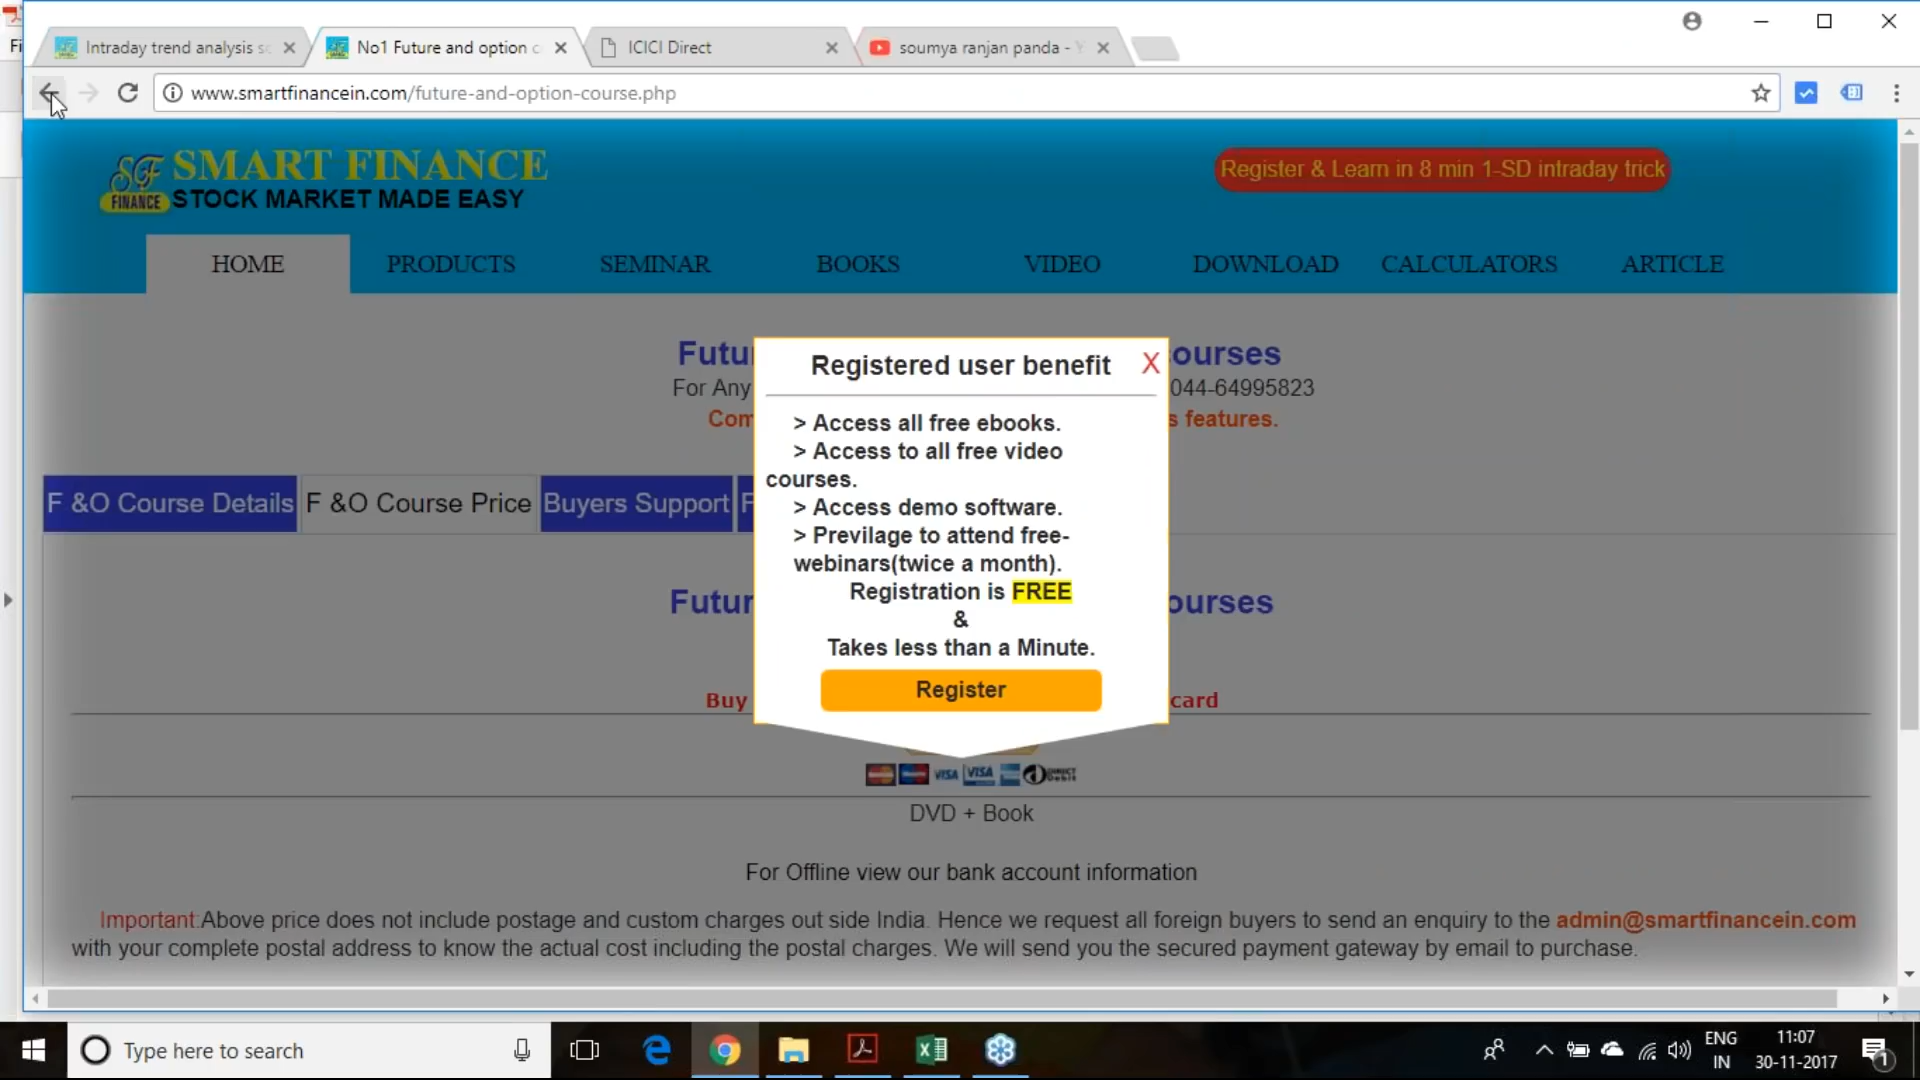 Intraday trend analysis sc
No1 Future and option c
ICICI Direct
soumya ranjan panda - Y
Fi
www.smartfinancein.com/future-and-option-course.php
SF
FINANCE
SMART FINANCE
STOCK MARKET MADE EASY
Register & Learn in 8 min 1-SD intraday trick
HOME
PRODUCTS
SEMINAR
BOOKS
VIDEO
DOWNLOAD
CALCULATORS
ARTICLE
Futu
ourses
For Any
044-64995823
Com
s features.
Registered user benefit
X
> Access all free ebooks.
> Access to all free video
courses.
> Access demo software.
> Previlage to attend free-
webinars(twice a month).
Registration is FREE
&
Takes less than a Minute.
Register
F &O Course Details
F &O Course Price
Buyers Support
F
Futur
ourses
Buy
card
VISA
VISA
DIRECT
Debit
DVD + Book
For Offline view our bank account information
Important:Above price does not include postage and custom charges out side India. Hence we request all foreign buyers to send an enquiry to the admin@smartfinancein.com
with your complete postal address to know the actual cost including the postal charges. We will send you the secured payment gateway by email to purchase.
Type here to search
ENG
IN
11:07
30-11-2017
1